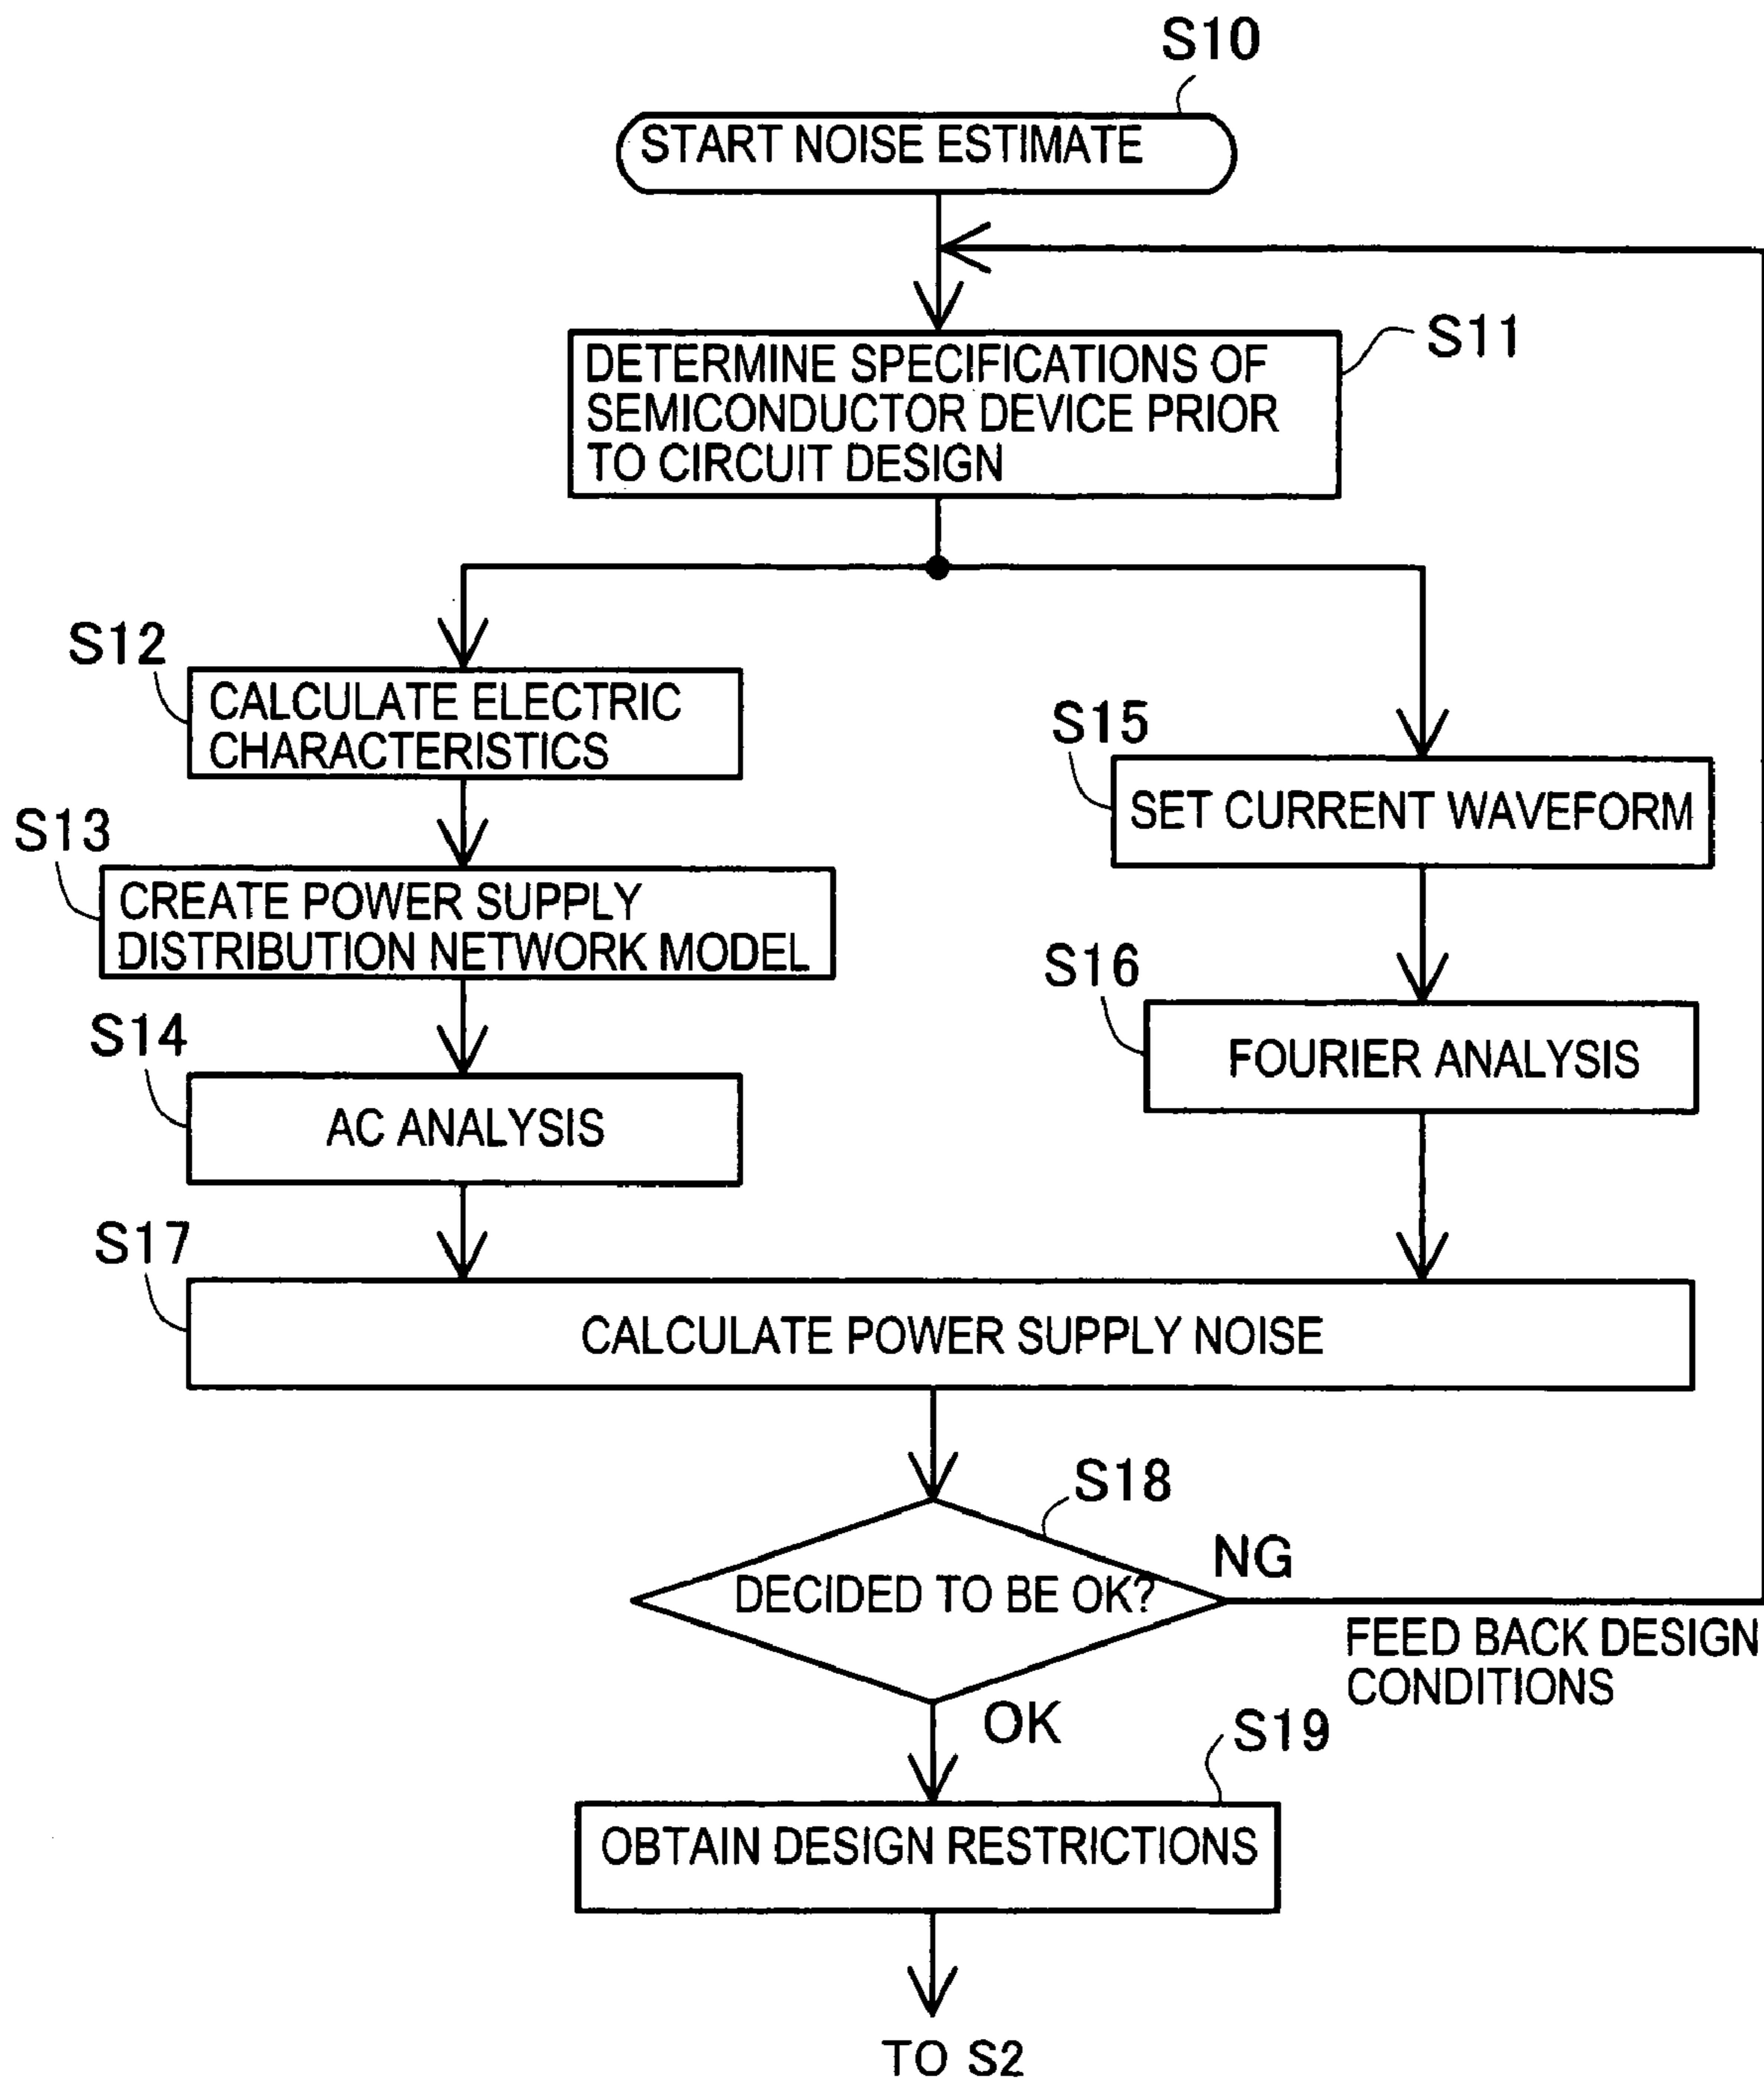 S10
START NOISE ESTIMATE
S11
DETERMINE SPECIFICATIONS OF
SEMICONDUCTOR DEVICE PRIOR
TO CIRCUIT DESIGN
S12
CALCULATE ELECTRIC
CHARACTERISTICS
S15
SET CURRENT WAVEFORM
S13
CREATE POWER SUPPLY
DISTRIBUTION NETWORK MODEL
S16
FOURIER ANALYSIS
S14
AC ANALYSIS
S17
CALCULATE POWER SUPPLY NOISE
S18
DECIDED TO BE OK?
NG
FEED BACK DESIGN
CONDITIONS
OK
S19
OBTAIN DESIGN RESTRICTIONS
TO S2